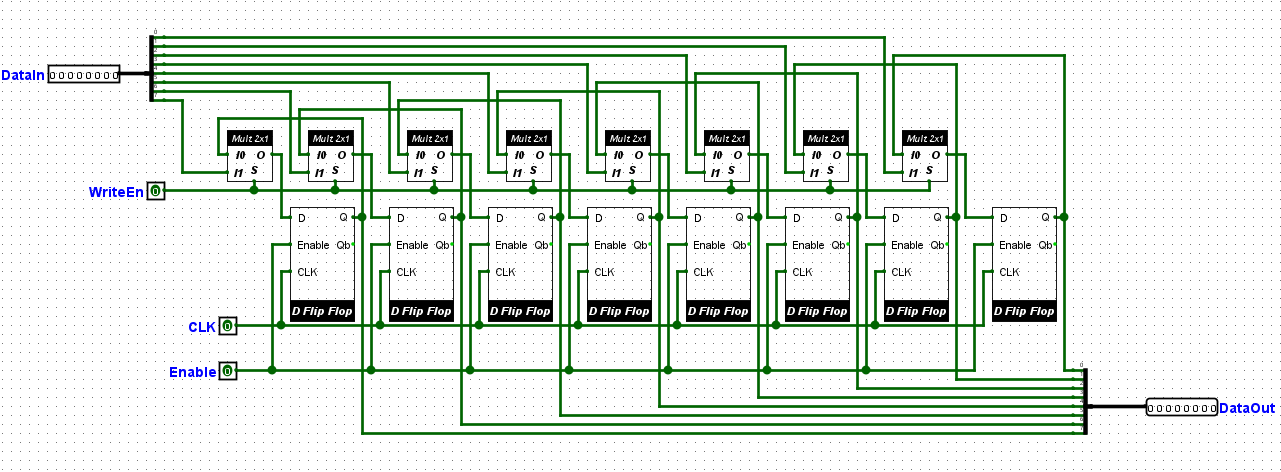 DataIn 00000000
Mult 2x1 Mult 2x1 Mult 2x1 Mult 2x1 Mult 2x1 Mult 2x1 Mult 2x1 Mult 2x1
I0 O I0 O I0 O I0 O I0 O I0 O I0 O I0 O
I1 S I1 S I1 S I1 S I1 S I1 S I1 S I1 S
WriteEn 0
D Q D Q D Q D Q D Q D Q D Q D Q
Enable Qb Enable Qb Enable Qb Enable Qb Enable Qb Enable Qb Enable Qb Enable Qb
CLK CLK CLK CLK CLK CLK CLK CLK
D Flip Flop D Flip Flop D Flip Flop D Flip Flop D Flip Flop D Flip Flop D Flip Flop D Flip Flop
CLK 0
Enable 0
00000000 DataOut